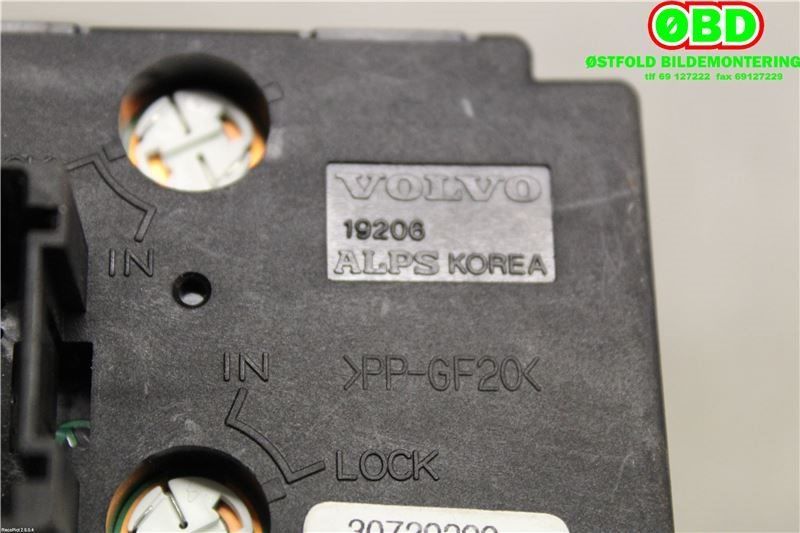 ØBD
ØSTFOLD BILDEMONTERING
tlf 69 127222 fax 69127229
VOLVO
19206
ALPS KOREA
IN
>PP-GF20<
IN
LOCK